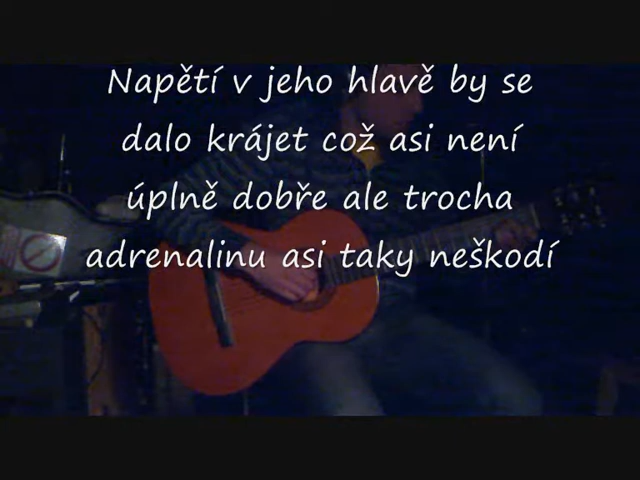 Napětí v jeho hlavě by se
dalo krájet což asi není
úplně dobře ale trocha
adrenalinu asi taky neškodí